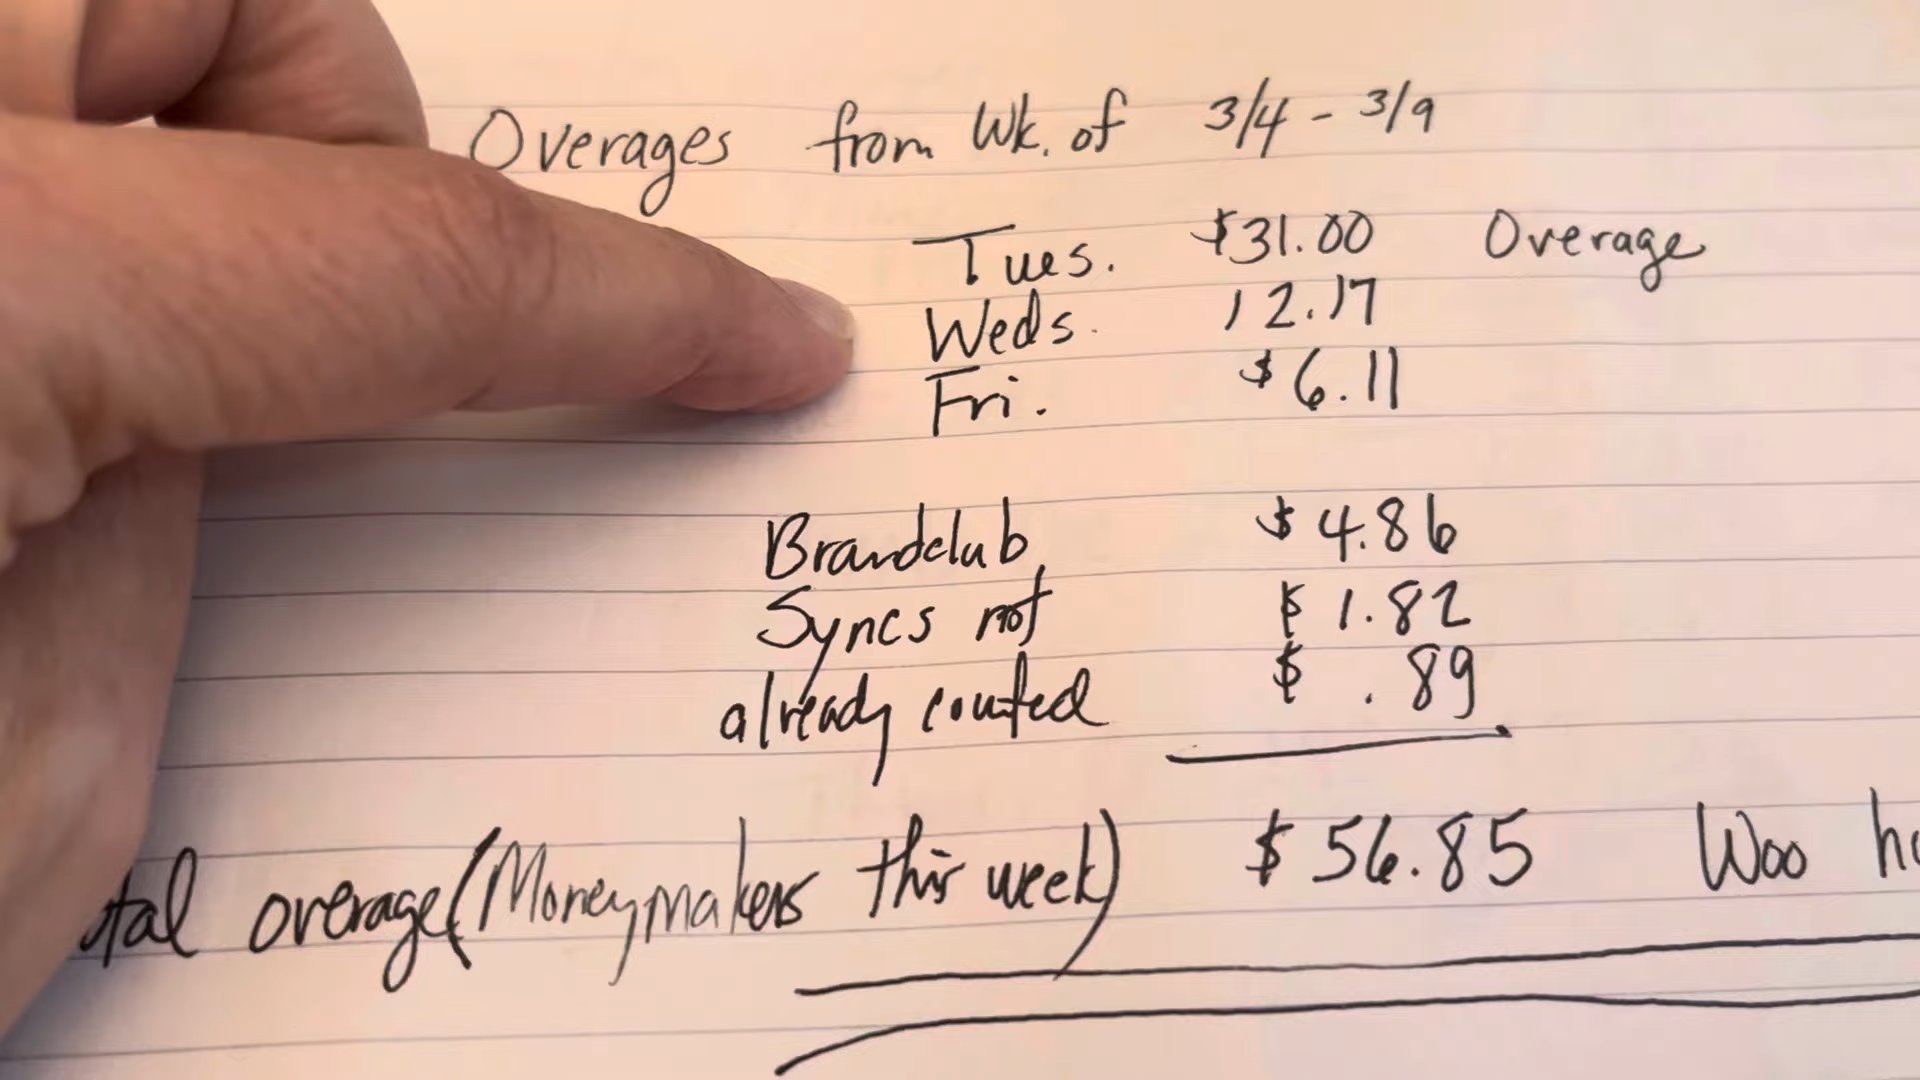 Overages from Wk. of 3/4 - 3/9
Tues. $31.00 Overage
Weds. 12.17
Fri. $6.11
Brandclub $4.86
Syncs not $1.82
already counted $.89
overage (Moneymakers this week) $56.85 Woo